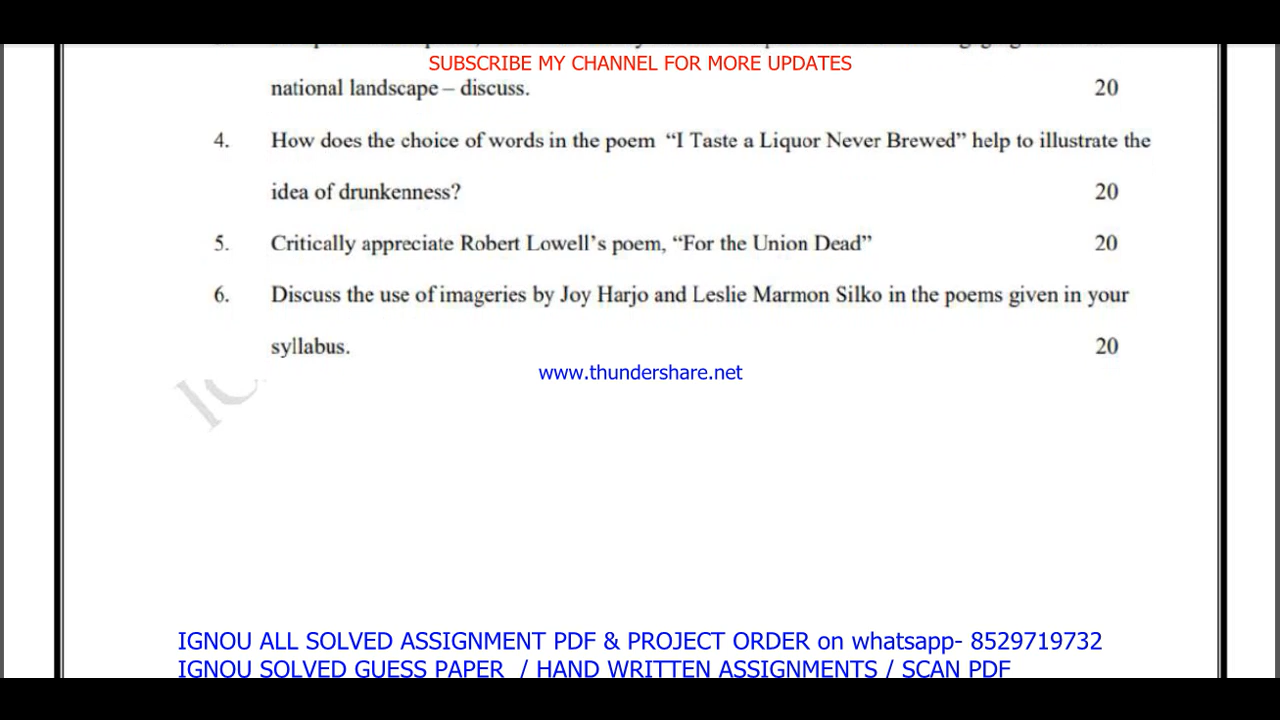 SUBSCRIBE MY CHANNEL FOR MORE UPDATES
national landscape – discuss. 20
4. How does the choice of words in the poem “I Taste a Liquor Never Brewed” help to illustrate the
idea of drunkenness? 20
5. Critically appreciate Robert Lowell’s poem, “For the Union Dead” 20
6. Discuss the use of imageries by Joy Harjo and Leslie Marmon Silko in the poems given in your
syllabus. 20
www.thundershare.net
IGNOU ALL SOLVED ASSIGNMENT PDF & PROJECT ORDER on whatsapp- 8529719732
IGNOU SOLVED GUESS PAPER / HAND WRITTEN ASSIGNMENTS / SCAN PDF